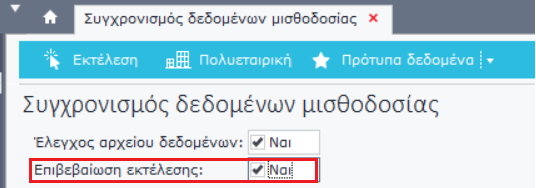 Συγχρονισμός δεδομένων μισθοδοσίας
Εκτέλεση Πολυεταιρική Πρότυπα δεδομένα
Συγχρονισμός δεδομένων μισθοδοσίας
Έλεγχος αρχείου δεδομένων: Ναι
Επιβεβαίωση εκτέλεσης: Ναι